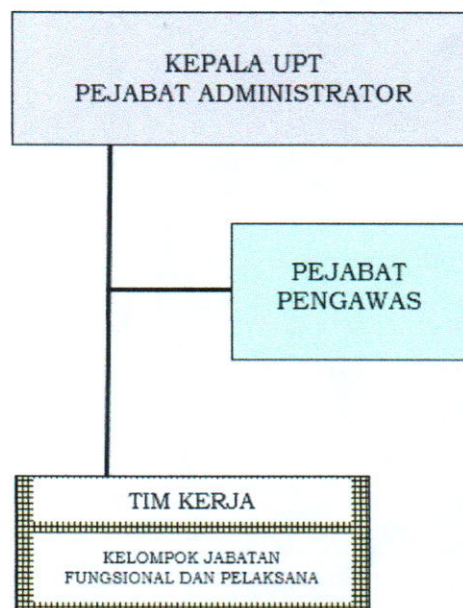 KEPALA UPT
PEJABAT ADMINISTRATOR
PEJABAT
PENGAWAS
TIM KERJA
KELOMPOK JABATAN
FUNGSIONAL DAN PELAKSANA